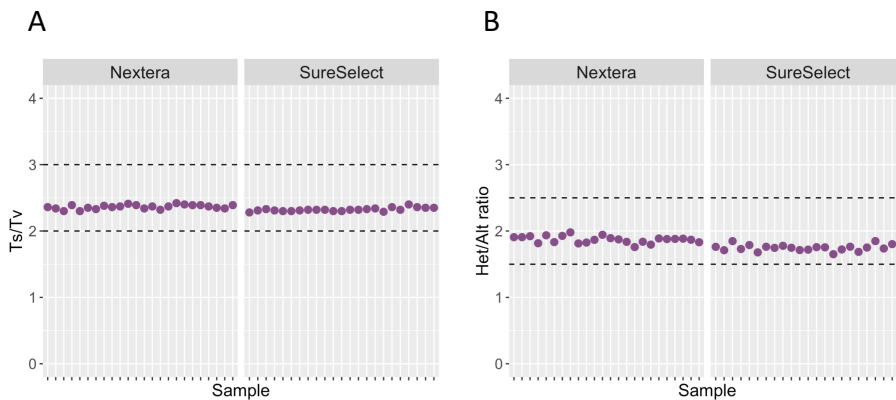 A
Nextera SureSelect
4
3
2
1
0
Ts/Tv
Sample
B
Nextera SureSelect
4
3
2
1
0
Het/Alt ratio
Sample